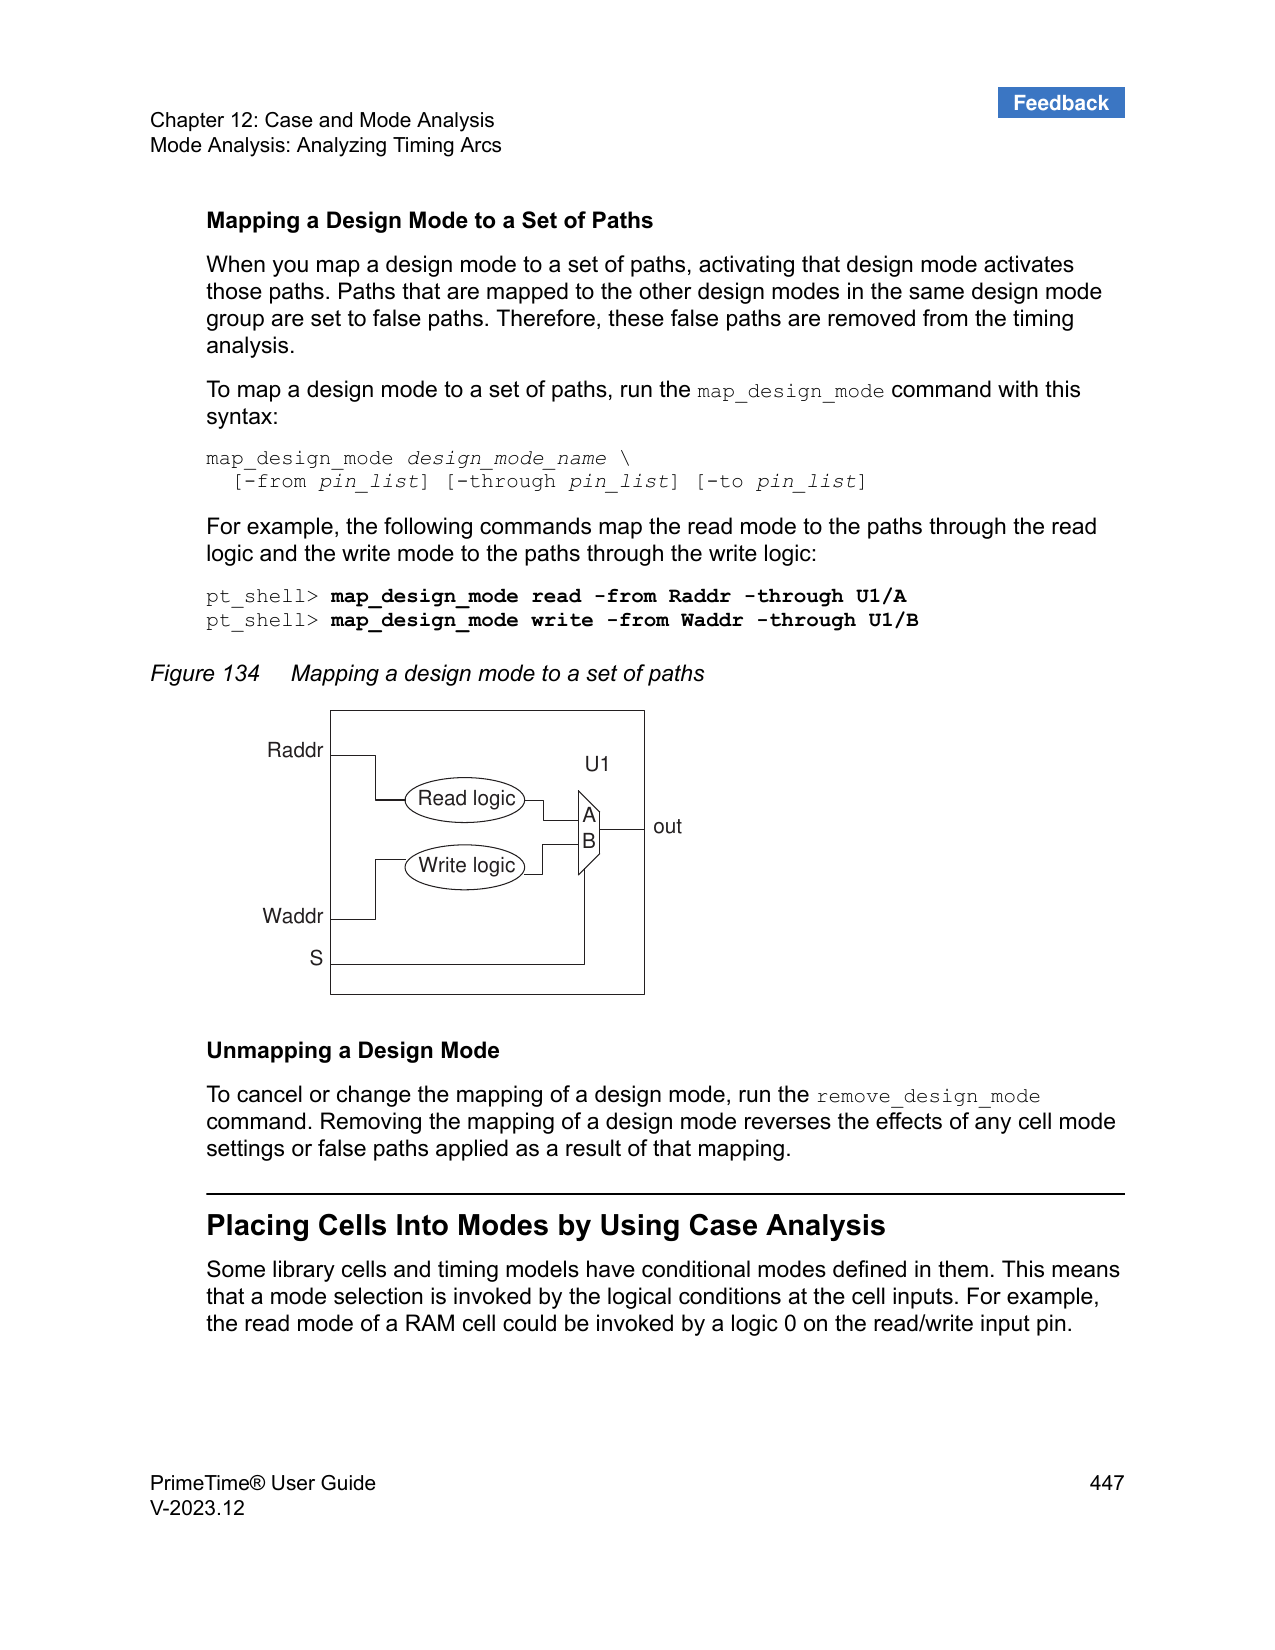 Feedback
Chapter 12: Case and Mode Analysis
Mode Analysis: Analyzing Timing Arcs
Mapping a Design Mode to a Set of Paths
When you map a design mode to a set of paths, activating that design mode activates
those paths. Paths that are mapped to the other design modes in the same design mode
group are set to false paths. Therefore, these false paths are removed from the timing
analysis.
To map a design mode to a set of paths, run the map_design_mode command with this
syntax:
map_design_mode design_mode_name \
[-from pin_list] [-through pin_list] [-to pin_list]
For example, the following commands map the read mode to the paths through the read
logic and the write mode to the paths through the write logic:
pt_shell> map_design_mode read -from Raddr -through U1/A
pt_shell> map_design_mode write -from Waddr -through U1/B
Figure 134 Mapping a design mode to a set of paths
Raddr
U1
Read logic
A
out
B
Write logic
Waddr
S
Unmapping a Design Mode
To cancel or change the mapping of a design mode, run the remove_design_mode
command. Removing the mapping of a design mode reverses the effects of any cell mode
settings or false paths applied as a result of that mapping.
Placing Cells Into Modes by Using Case Analysis
Some library cells and timing models have conditional modes defined in them. This means
that a mode selection is invoked by the logical conditions at the cell inputs. For example,
the read mode of a RAM cell could be invoked by a logic 0 on the read/write input pin.
PrimeTime® User Guide 447
V-2023.12